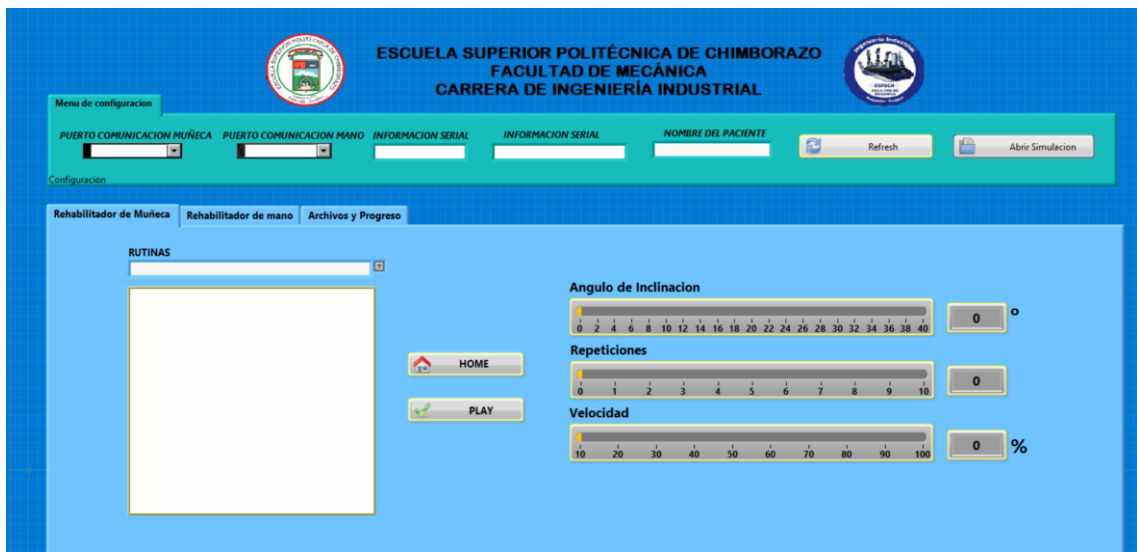 ESCUELA SUPERIOR POLITÉCNICA DE CHIMBORAZO
FACULTAD DE MECÁNICA
CARRERA DE INGENIERÍA INDUSTRIAL
Menu de configuracion
PUERTO COMUNICACION MUÑECA PUERTO COMUNICACION MANO INFORMACION SERIAL INFORMACION SERIAL NOMBRE DEL PACIENTE
Refresh Abrir Simulacion
Configuracion
Rehabilitador de Muñeca Rehabilitador de mano Archivos y Progreso
RUTINAS
Angulo de Inclinacion
0 2 4 6 8 10 12 14 16 18 20 22 24 26 28 30 32 34 36 38 40
0 º
Repeticiones
0 1 2 3 4 5 6 7 8 9 10
0
HOME
PLAY
Velocidad
10 20 30 40 50 60 70 80 90 100
0 %